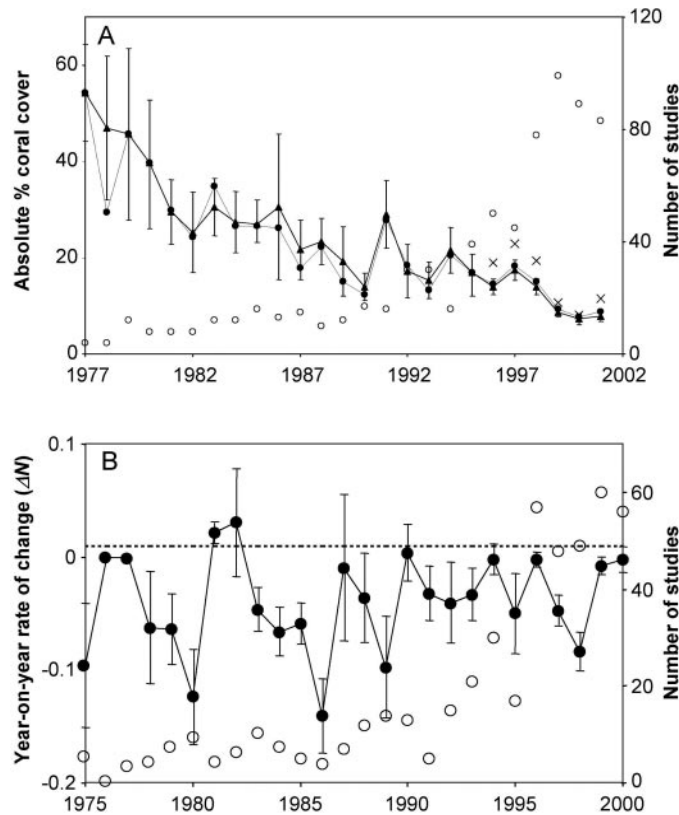 A
Absolute % coral cover
60
40
20
0
120
80
40
0
Number of studies
1977 1982 1987 1992 1997 2002
B
Year-on-year rate of change (ΔN)
0.1
0
-0.1
-0.2
60
40
20
0
Number of studies
1975 1980 1985 1990 1995 2000